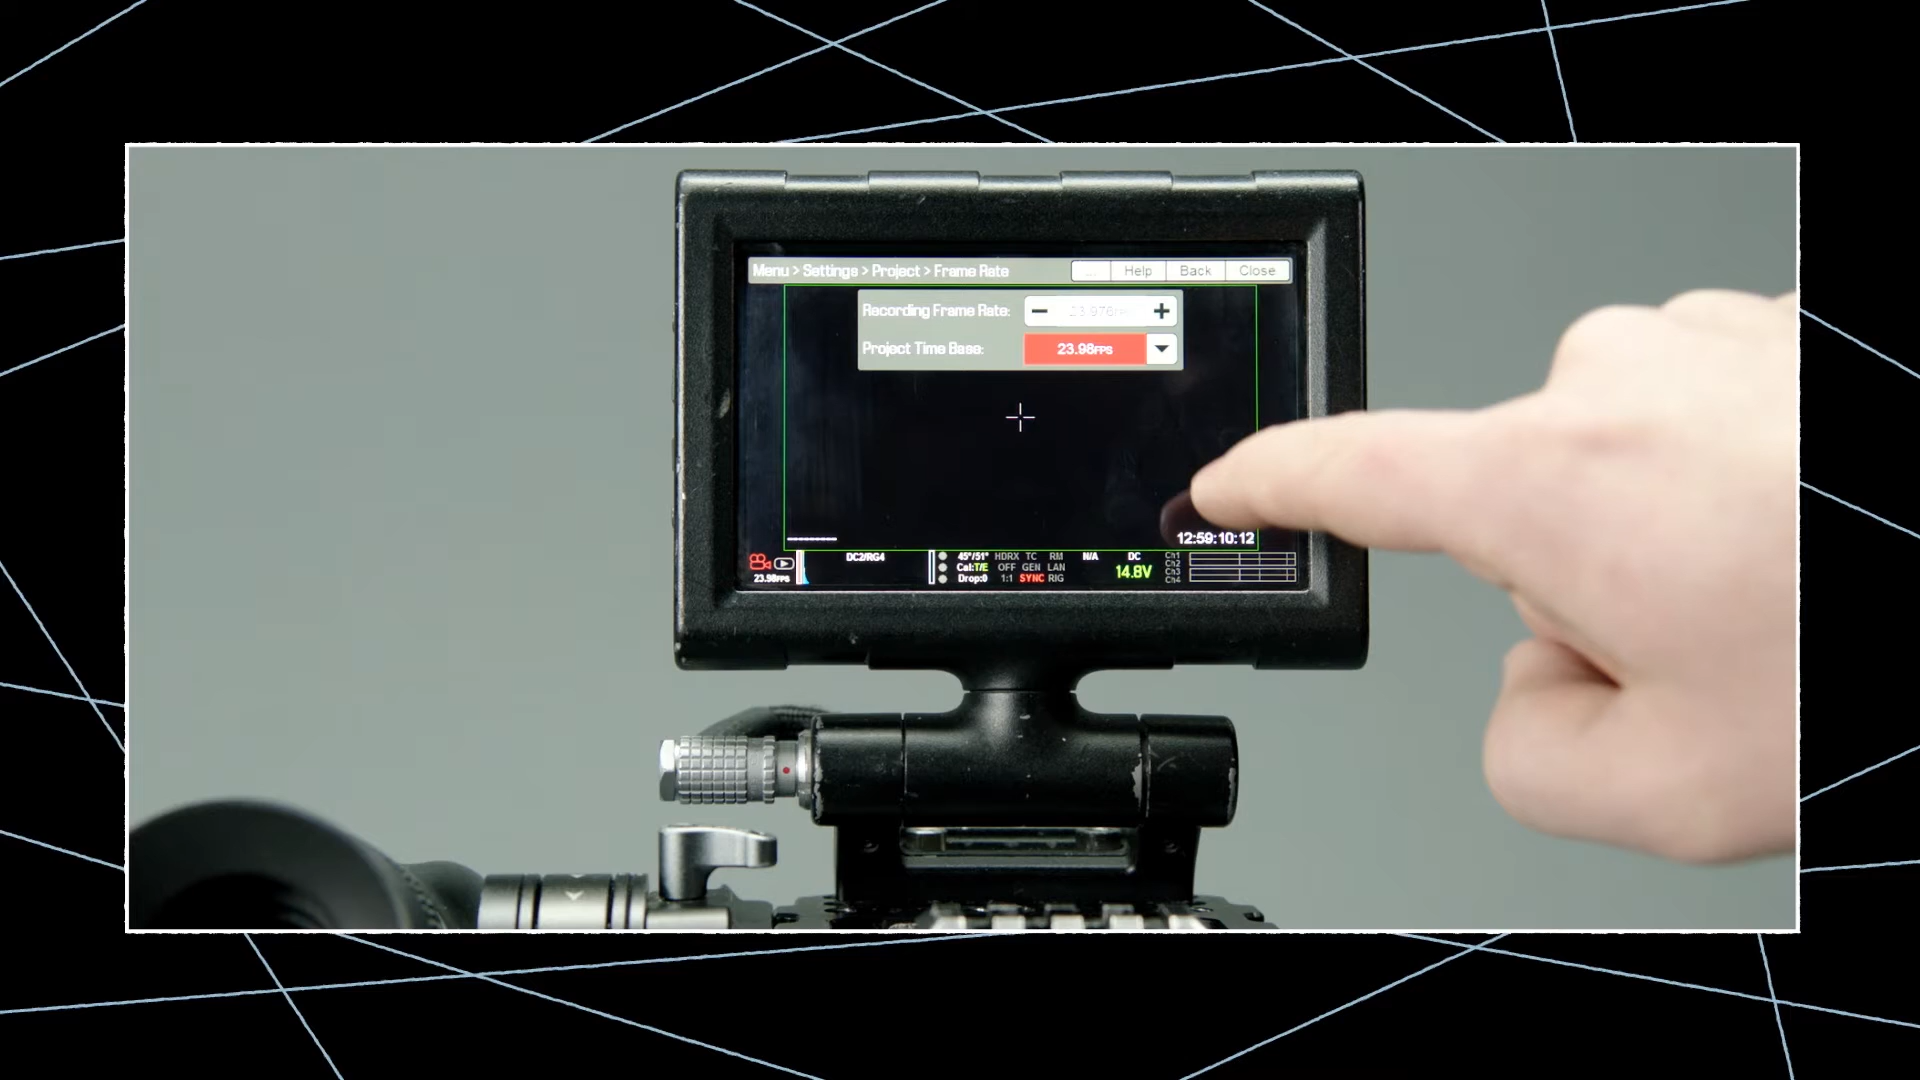 Menu > Settings > Project > Frame Rate
... Help Back Close
Recording Frame Rate: − 23.976FPS +
Project Time Base: 23.98FPS
12:59:10:12
23.98FPS
DC2/RG4
45°/51° HDRX TC RM
Cal:T/E OFF GEN LAN
Drop:0 1:1 SYNC RIG
N/A
DC
14.8V
Ch1
Ch2
Ch3
Ch4